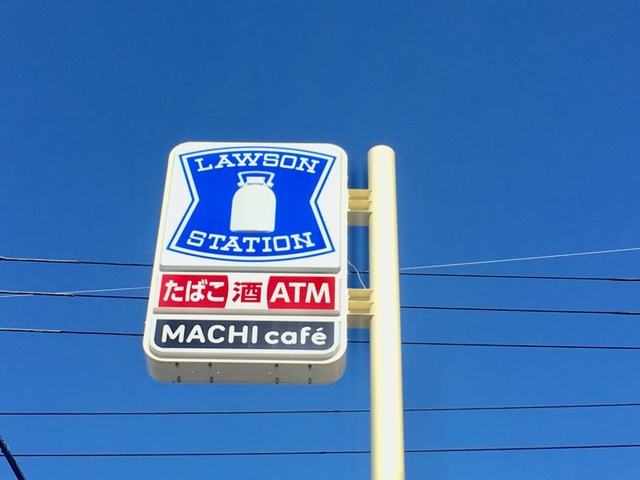 LAWSON
STATION
たばこ 酒 ATM
MACHI café